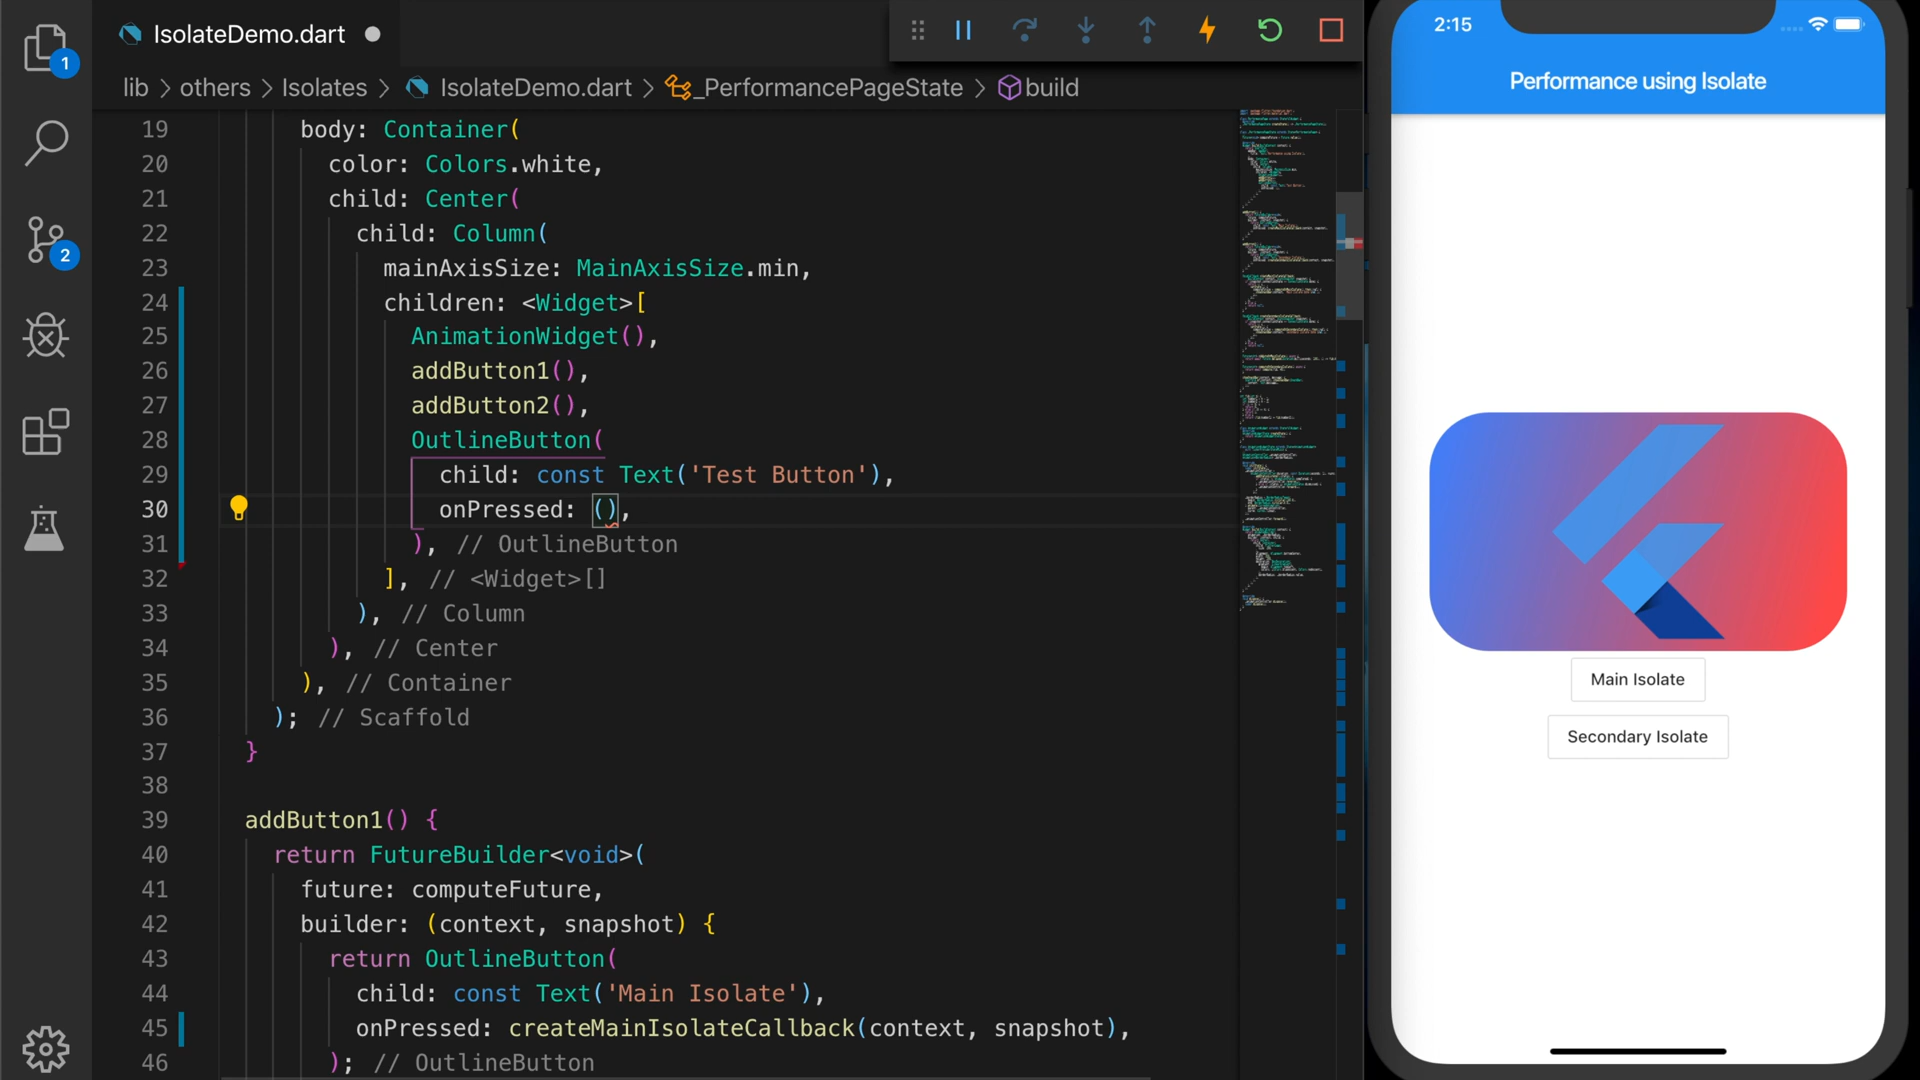 IsolateDemo.dart
lib > others > Isolates > IsolateDemo.dart > _PerformancePageState > build
1
2
19 body: Container(
20 color: Colors.white,
21 child: Center(
22 child: Column(
23 mainAxisSize: MainAxisSize.min,
24 children: <Widget>[
25 AnimationWidget(),
26 addButton1(),
27 addButton2(),
28 OutlineButton(
29 child: const Text('Test Button'),
30 onPressed: (),
31 ), // OutlineButton
32 ], // <Widget>[]
33 ), // Column
34 ), // Center
35 ), // Container
36 ); // Scaffold
37 }
38
39 addButton1() {
40 return FutureBuilder<void>(
41 future: computeFuture,
42 builder: (context, snapshot) {
43 return OutlineButton(
44 child: const Text('Main Isolate'),
45 onPressed: createMainIsolateCallback(context, snapshot),
46 ); // OutlineButton
2:15
Performance using Isolate
Main Isolate
Secondary Isolate